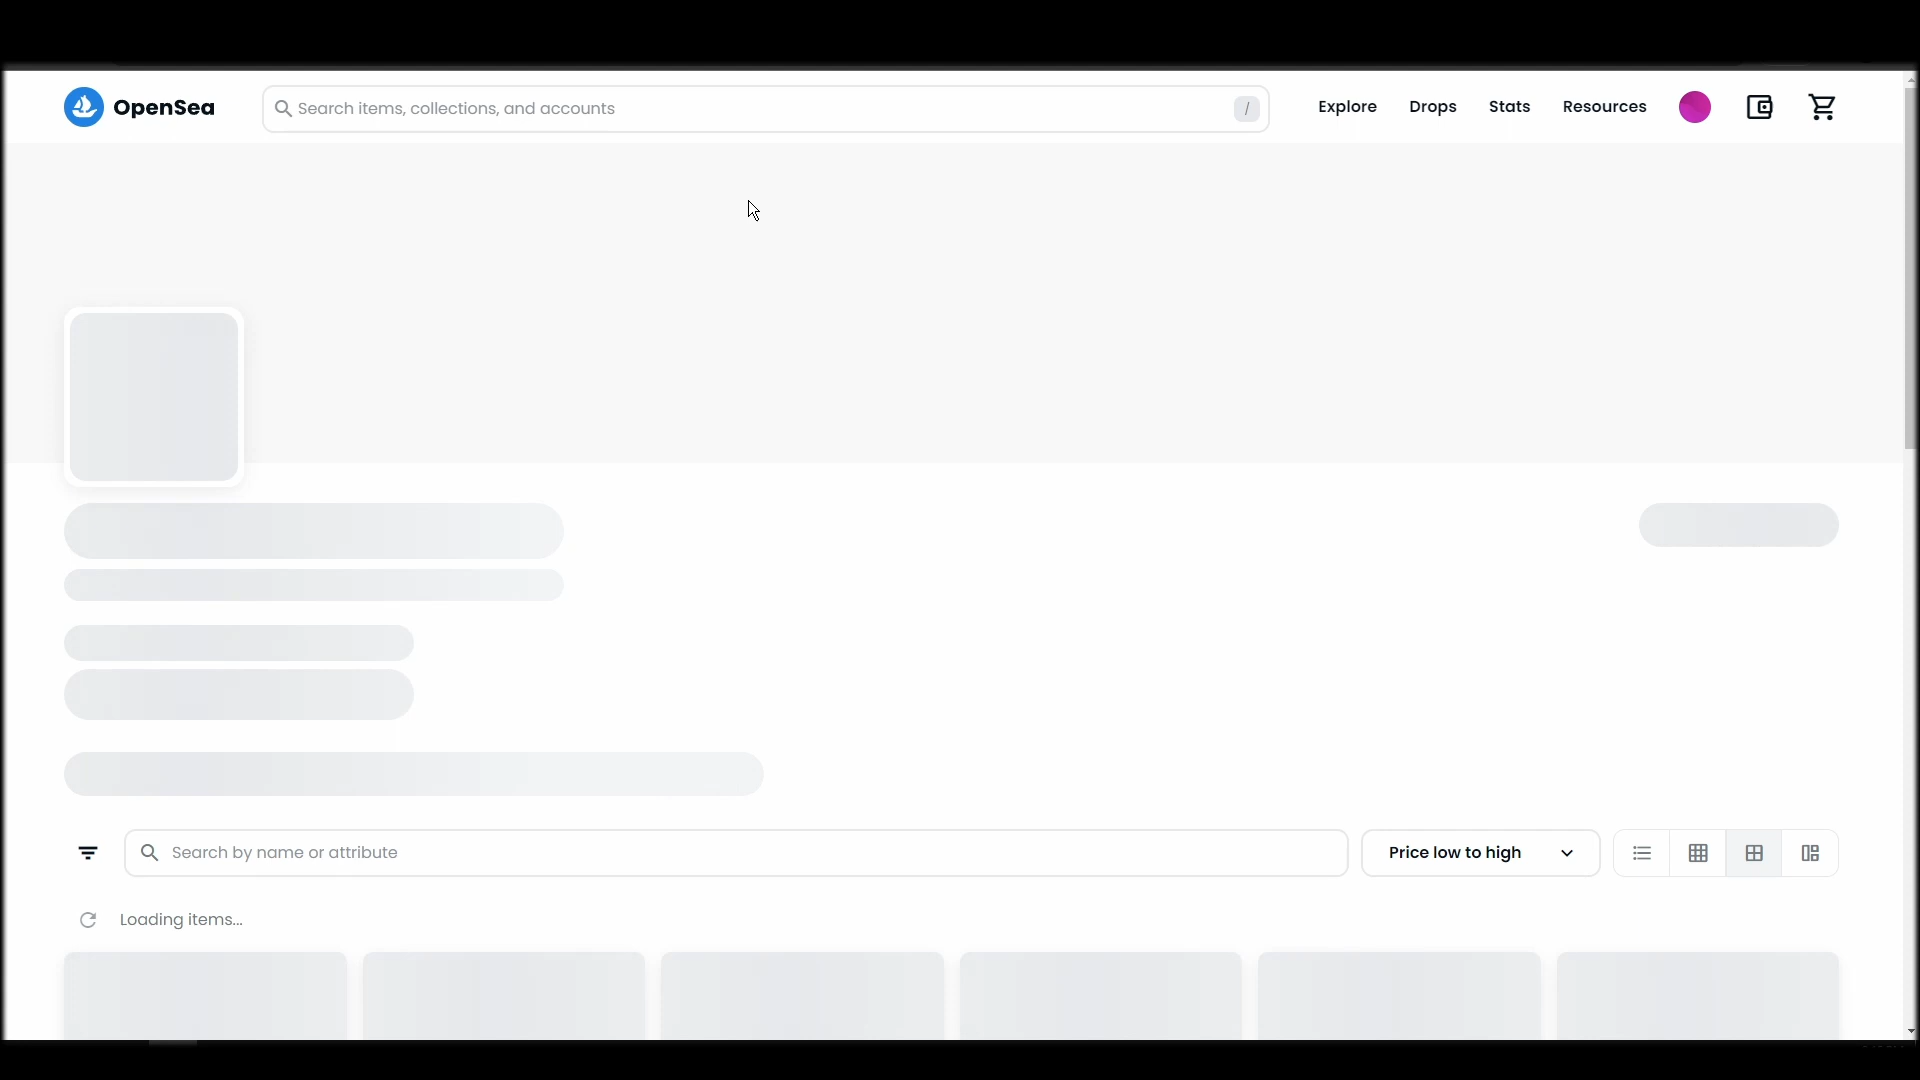 OpenSea
Search items, collections, and accounts /
Explore Drops Stats Resources
Search by name or attribute
Price low to high
Loading items...